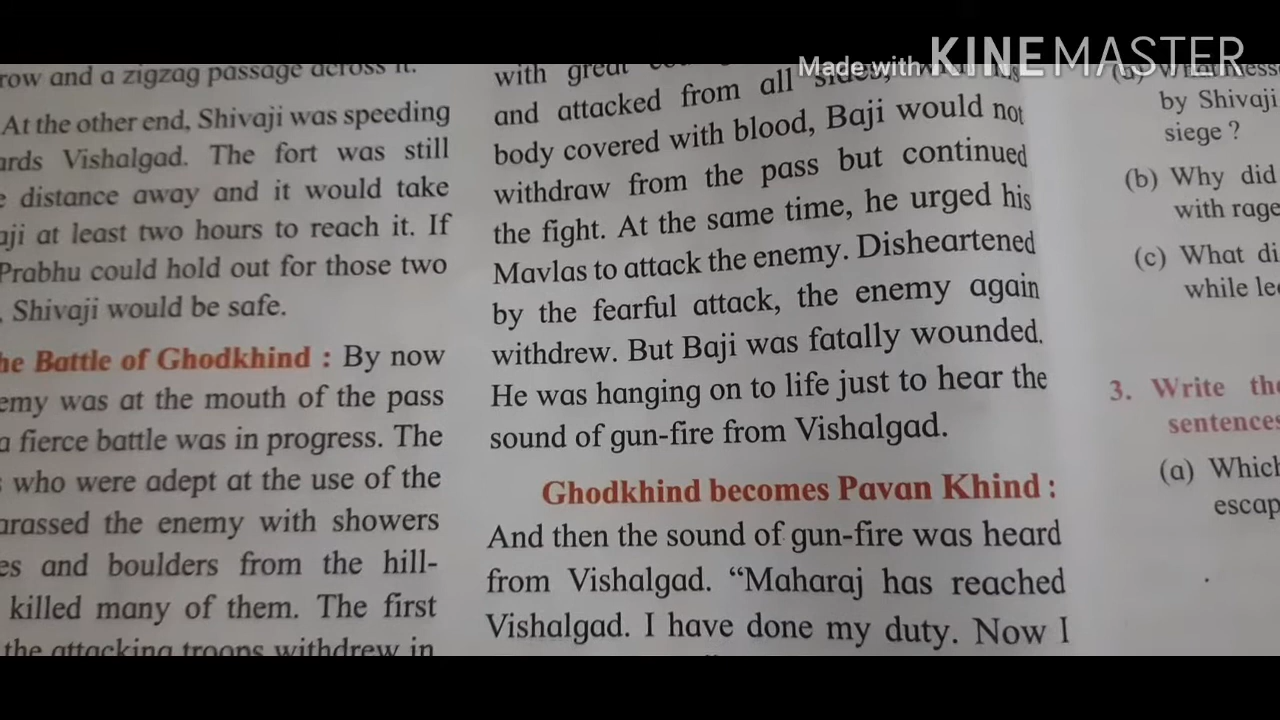 Made with KINEMASTER
row and a zigzag passage across it.
At the other end, Shivaji was speeding
ards Vishalgad. The fort was still
e distance away and it would take
aji at least two hours to reach it. If
Prabhu could hold out for those two
, Shivaji would be safe.
he Battle of Ghodkhind : By now
emy was at the mouth of the pass
a fierce battle was in progress. The
s who were adept at the use of the
arassed the enemy with showers
es and boulders from the hill-
killed many of them. The first
the attacking troops withdrew in
with great
and attacked from all sides,
body covered with blood, Baji would not
withdraw from the pass but continued
the fight. At the same time, he urged his
Mavlas to attack the enemy. Disheartened
by the fearful attack, the enemy again
withdrew. But Baji was fatally wounded.
He was hanging on to life just to hear the
sound of gun-fire from Vishalgad.
Ghodkhind becomes Pavan Khind :
And then the sound of gun-fire was heard
from Vishalgad. “Maharaj has reached
Vishalgad. I have done my duty. Now I
by Shivaji
siege ?
(b) Why did
with rage
(c) What di
while le
3. Write the
sentences
(a) Which
escap